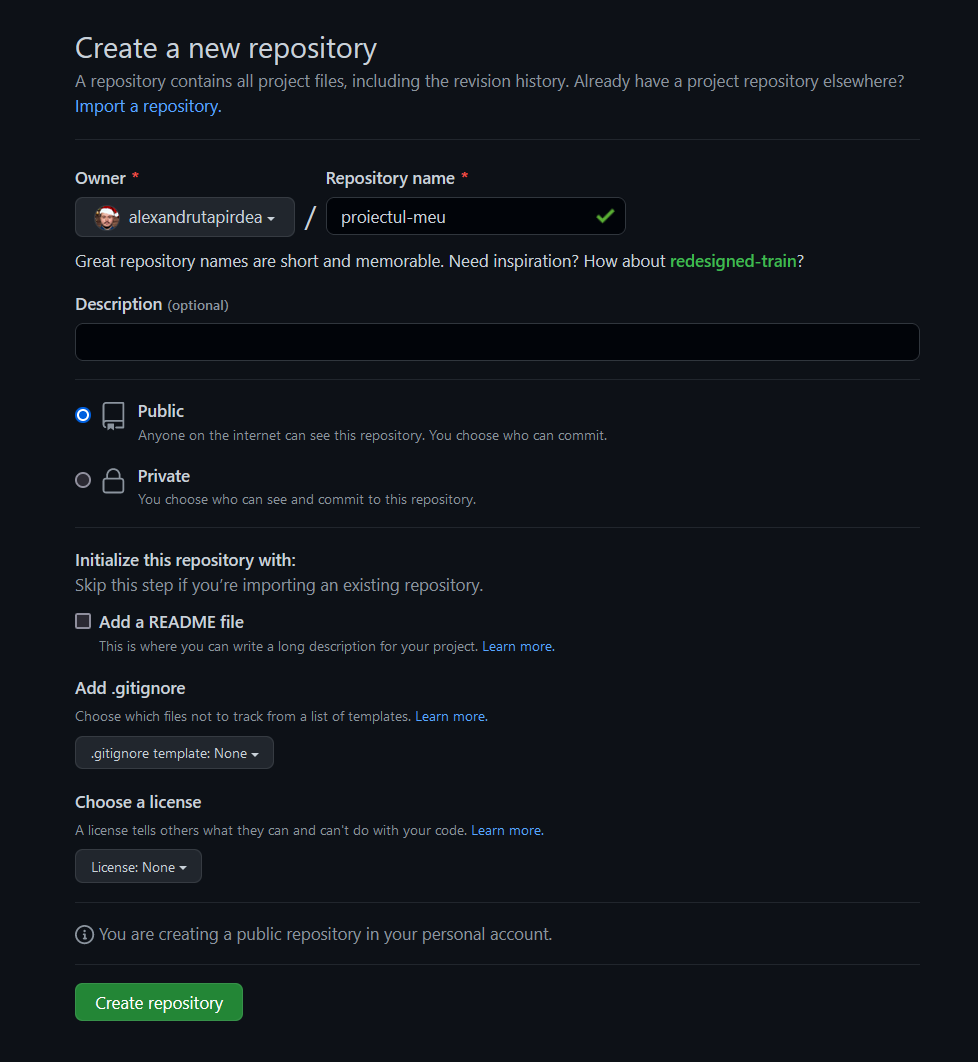 Create a new repository
A repository contains all project files, including the revision history. Already have a project repository elsewhere?
Import a repository.
Owner *
Repository name *
alexandrutapirdea
/
proiectul-meu
Great repository names are short and memorable. Need inspiration? How about redesigned-train?
Description (optional)
Public
Anyone on the internet can see this repository. You choose who can commit.
Private
You choose who can see and commit to this repository.
Initialize this repository with:
Skip this step if you’re importing an existing repository.
Add a README file
This is where you can write a long description for your project. Learn more.
Add .gitignore
Choose which files not to track from a list of templates. Learn more.
.gitignore template: None
Choose a license
A license tells others what they can and can't do with your code. Learn more.
License: None
You are creating a public repository in your personal account.
Create repository